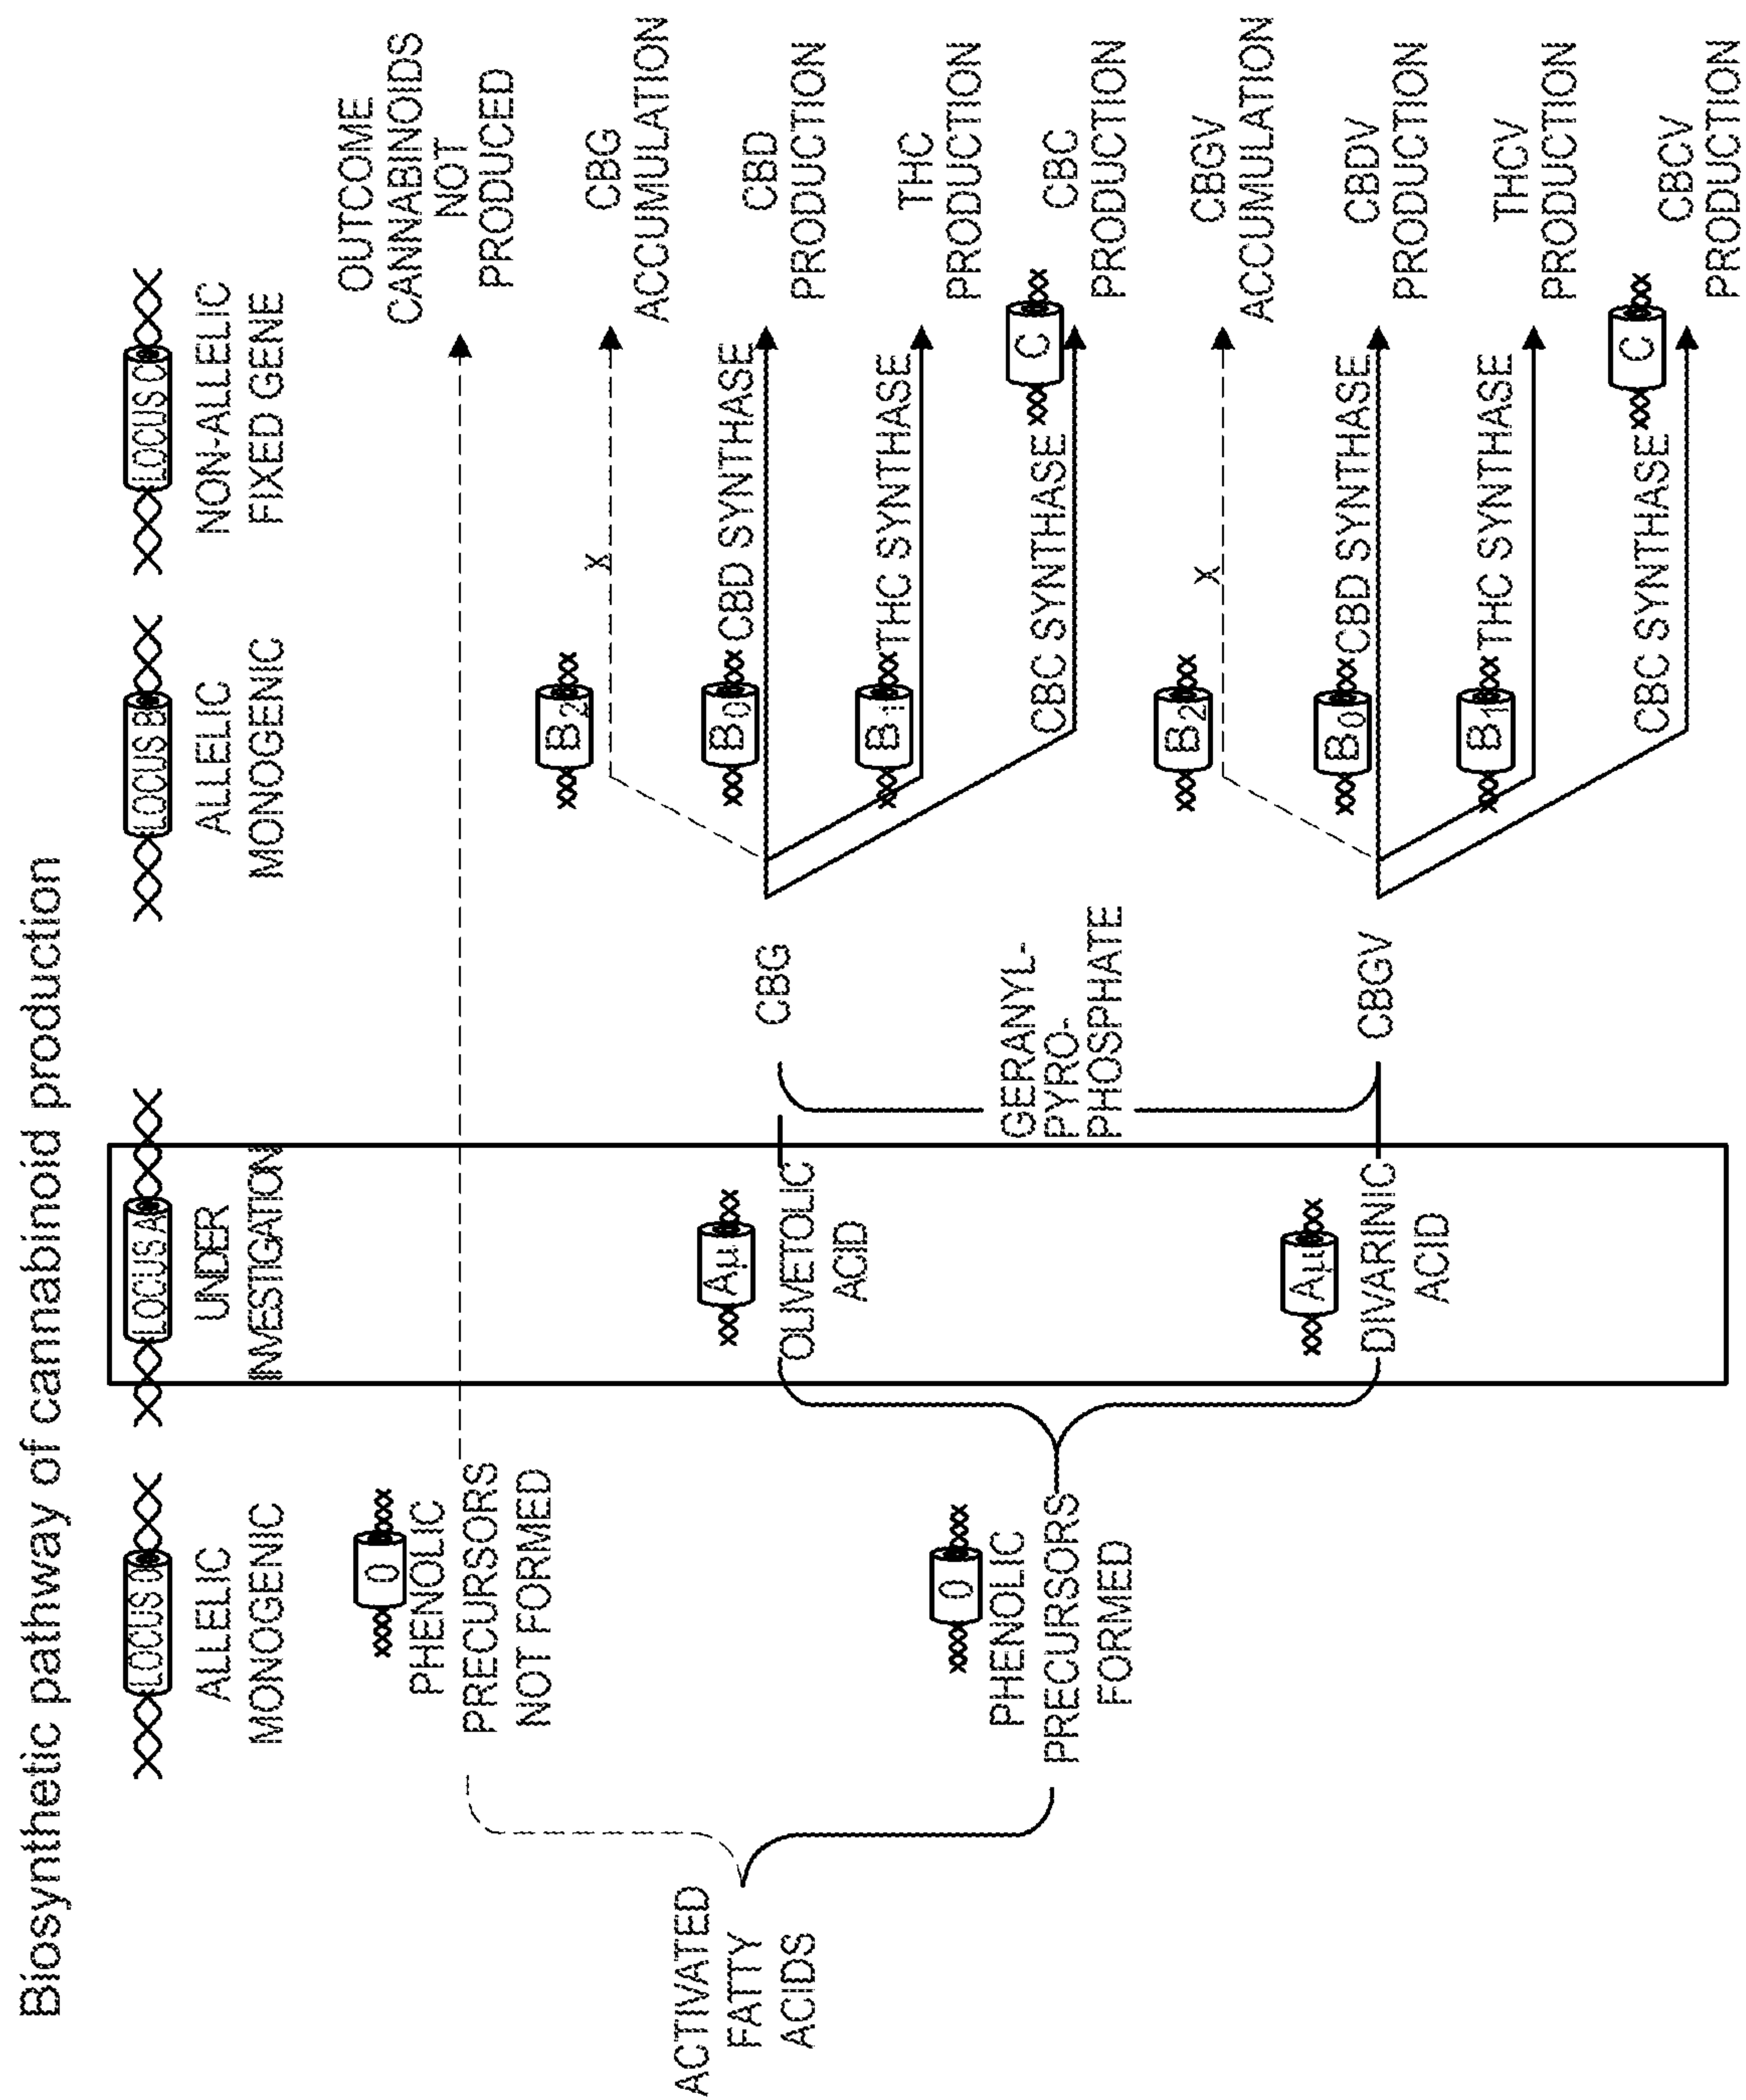 Biosynthetic pathway of cannabinoid production
LOCUS O
ALLELIC
MONOGENIC
LOCUS A
UNDER
INVESTIGATION
LOCUS B
ALLELIC
MONOGENIC
LOCUS C
NON-ALLELIC
FIXED GENE
OUTCOME
CANNABINOIDS
NOT
PRODUCED
ACTIVATED
FATTY
ACIDS
0
PHENOLIC
PRECURSORS
NOT FORMED
0
PHENOLIC
PRECURSORS
FORMED
Aµ
OLIVETOLIC
ACID
Aµ
DIVARINIC
ACID
GERANYL-
PYRO-
PHOSPHATE
CBG
B2
X
CBG
ACCUMULATION
B0 CBD SYNTHASE
CBD
PRODUCTION
B1 THC SYNTHASE
THC
PRODUCTION
CBC SYNTHASE C
CBC
PRODUCTION
CBGV
B2
X
CBGV
ACCUMULATION
B0 CBD SYNTHASE
CBDV
PRODUCTION
B1 THC SYNTHASE
THCV
PRODUCTION
CBC SYNTHASE C
CBCV
PRODUCTION